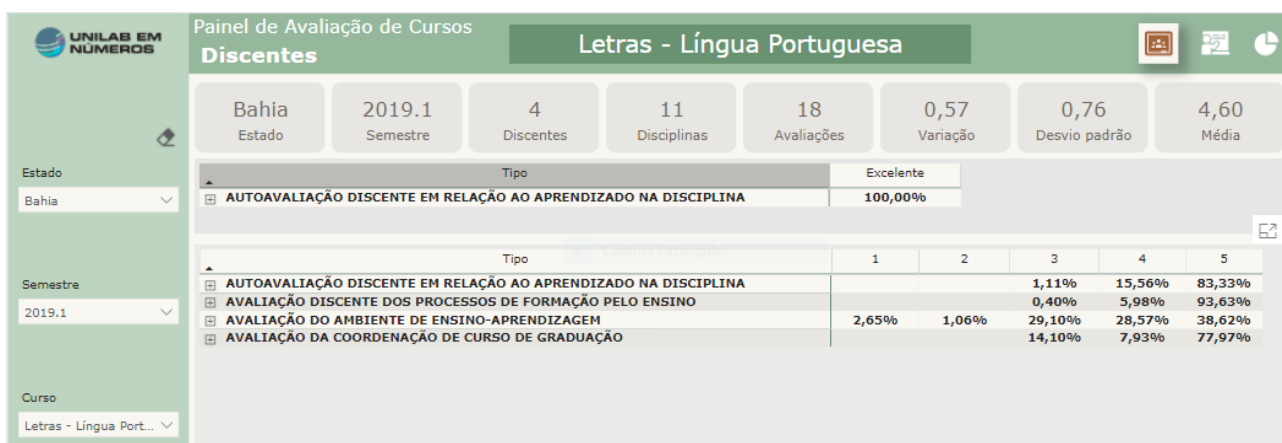 UNILAB EM
NÚMEROS
Painel de Avaliação de Cursos
Discentes
Letras - Língua Portuguesa
Bahia
Estado
2019.1
Semestre
4
Discentes
11
Disciplinas
18
Avaliações
0,57
Variação
0,76
Desvio padrão
4,60
Média
Estado
Bahia
Semestre
2019.1
Curso
Letras - Língua Port...
Tipo Excelente
AUTOAVALIAÇÃO DISCENTE EM RELAÇÃO AO APRENDIZADO NA DISCIPLINA 100,00%
Captura Retangular
Tipo 1 2 3 4 5
AUTOAVALIAÇÃO DISCENTE EM RELAÇÃO AO APRENDIZADO NA DISCIPLINA 1,11% 15,56% 83,33%
AVALIAÇÃO DISCENTE DOS PROCESSOS DE FORMAÇÃO PELO ENSINO 0,40% 5,98% 93,63%
AVALIAÇÃO DO AMBIENTE DE ENSINO-APRENDIZAGEM 2,65% 1,06% 29,10% 28,57% 38,62%
AVALIAÇÃO DA COORDENAÇÃO DE CURSO DE GRADUAÇÃO 14,10% 7,93% 77,97%